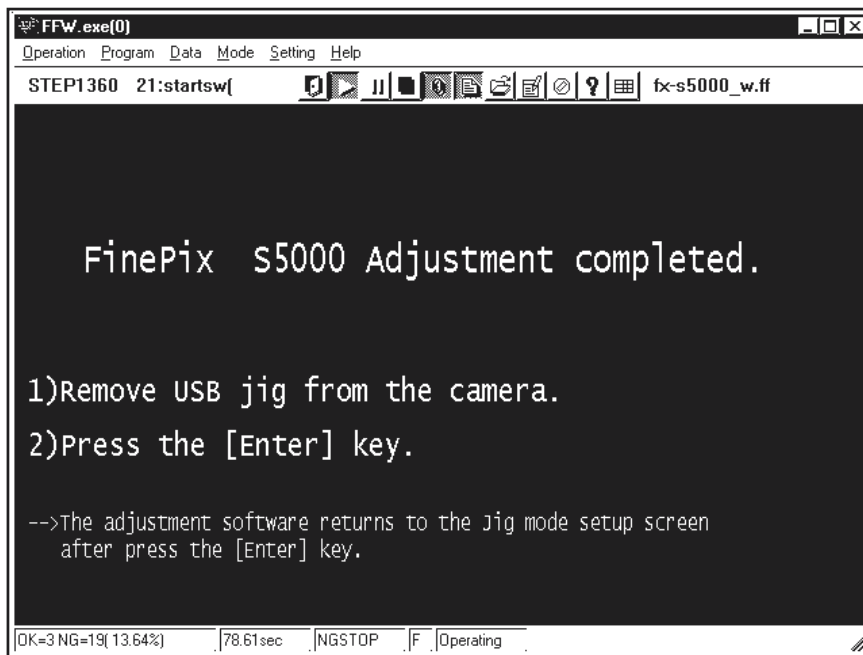 FFW.exe(0)
Operation Program Data Mode Setting Help
STEP1360 21:startsw( fx-s5000_w.ff
FinePix S5000 Adjustment completed.
1)Remove USB jig from the camera.
2)Press the [Enter] key.
-->The adjustment software returns to the Jig mode setup screen
after press the [Enter] key.
OK=3 NG=19( 13.64%) 78.61sec NGSTOP F Operating